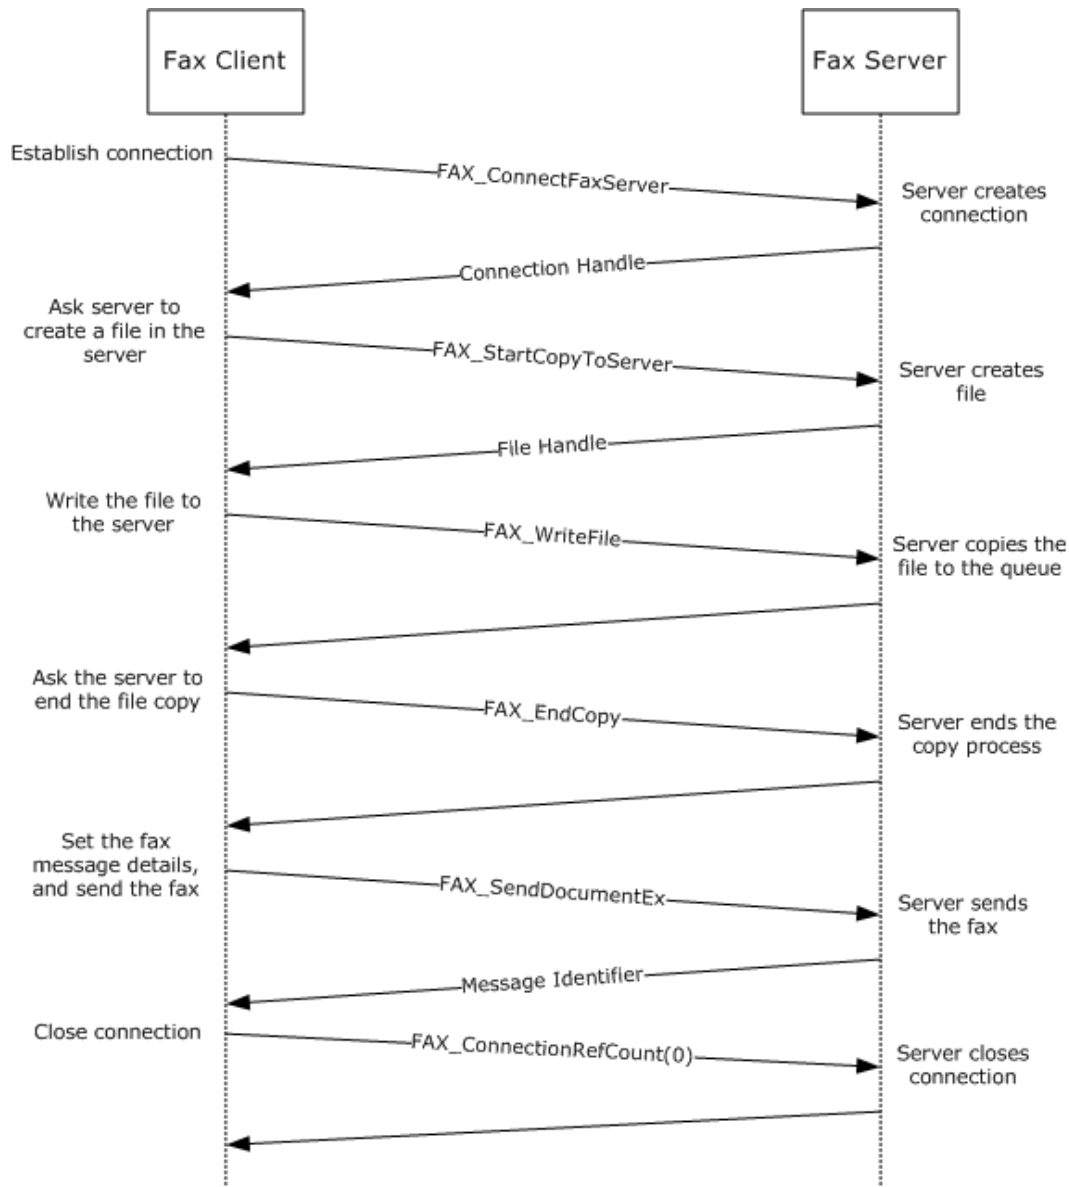 Fax Client
Fax Server
Establish connection
FAX_ConnectFaxServer
Server creates
connection
Connection Handle
Ask server to
create a file in the
server
FAX_StartCopyToServer
Server creates
file
File Handle
Write the file to
the server
FAX_WriteFile
Server copies the
file to the queue
Ask the server to
end the file copy
FAX_EndCopy
Server ends the
copy process
Set the fax
message details,
and send the fax
FAX_SendDocumentEx
Server sends
the fax
Message Identifier
Close connection
FAX_ConnectionRefCount(0)
Server closes
connection